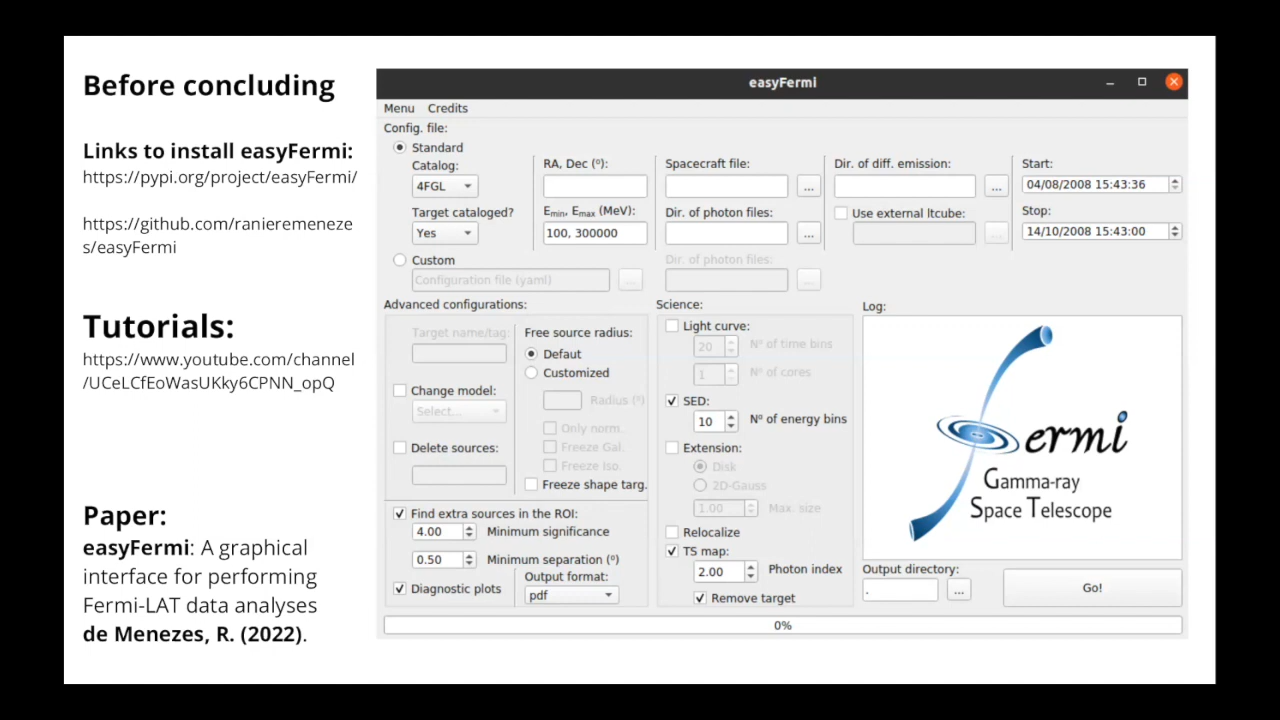 Before concluding
Links to install easyFermi:
https://pypi.org/project/easyFermi/
https://github.com/ranieremeneze
s/easyFermi
Tutorials:
https://www.youtube.com/channel
/UCeLCfEoWasUKky6CPNN_opQ
Paper:
easyFermi: A graphical
interface for performing
Fermi-LAT data analyses
de Menezes, R. (2022).
easyFermi
Menu Credits
Config. file:
Standard
Catalog:
4FGL
Target cataloged?
Yes
RA, Dec (º):
Emin, Emax (MeV):
100, 300000
Spacecraft file:
...
Dir. of photon files:
...
Dir. of diff. emission:
...
Use external ltcube:
...
Start:
04/08/2008 15:43:36
Stop:
14/10/2008 15:43:00
Custom
Configuration file (yaml)
...
Dir. of photon files:
...
Advanced configurations:
Target name/tag:
Change model:
Select...
Delete sources:
Free source radius:
Defaut
Customized
Radius (º)
Only norm.
Freeze Gal.
Freeze Iso.
Freeze shape targ.
Find extra sources in the ROI:
4.00 Minimum significance
0.50 Minimum separation (º)
Diagnostic plots
Output format:
pdf
Science:
Light curve:
20 Nº of time bins
1 Nº of cores
SED:
10 Nº of energy bins
Extension:
Disk
2D-Gauss
1.00 Max. size
Relocalize
TS map:
2.00 Photon index
Remove target
Log:
Fermi
Gamma-ray
Space Telescope
Output directory:
.
...
Go!
0%